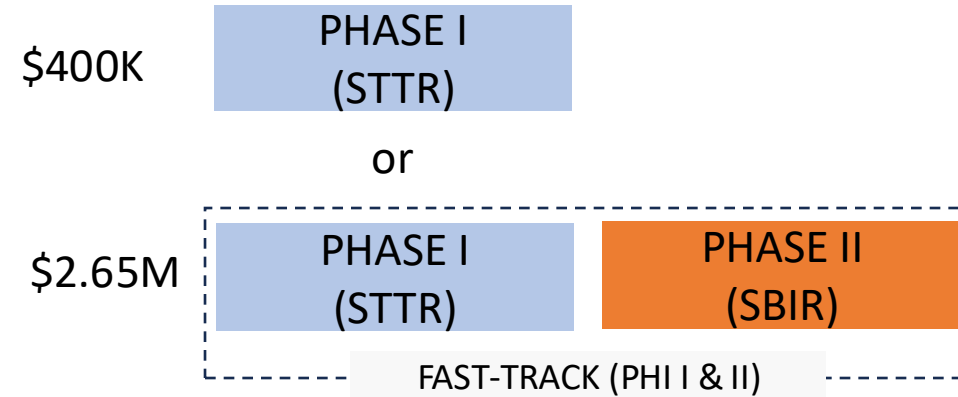 $400K
PHASE I
(STTR)
or
$2.65M
PHASE I
(STTR)
PHASE II
(SBIR)
FAST-TRACK (PHI I & II)